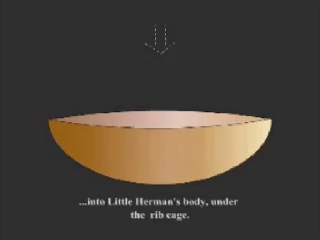 ...into Little Herman's body, under
the rib cage.